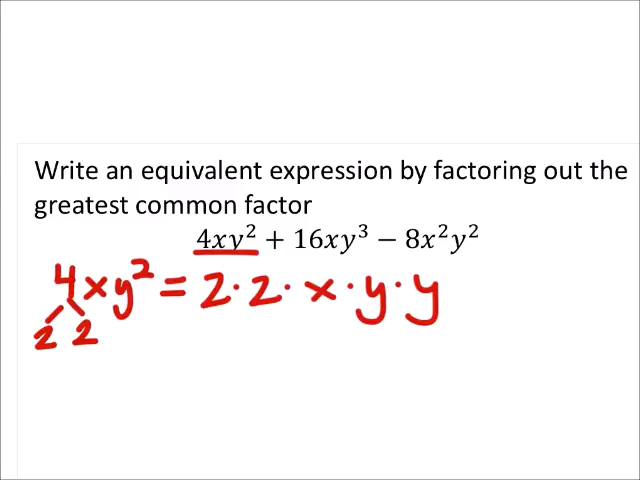 Write an equivalent expression by factoring out the
greatest common factor
4xy² + 16xy³ − 8x²y²
4xy² = 2·2·x·y·y
2 2